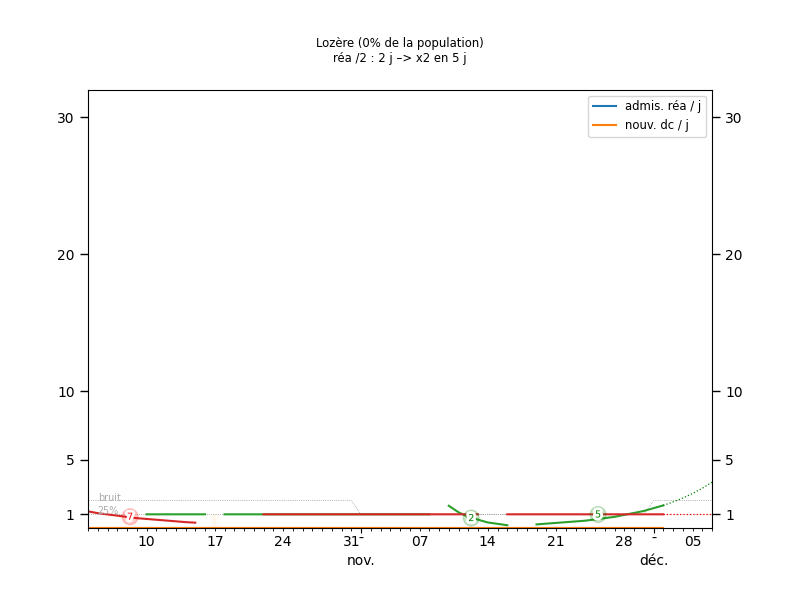 Lozère (0% de la population)
réa /2 : 2 j –> x2 en 5 j
admis. réa / j
nouv. dc / j
30 30
20 20
10 10
5 5
bruit
25%
7 2 5
1 1
10 17 24 31 07 14 21 28 05
nov. déc.